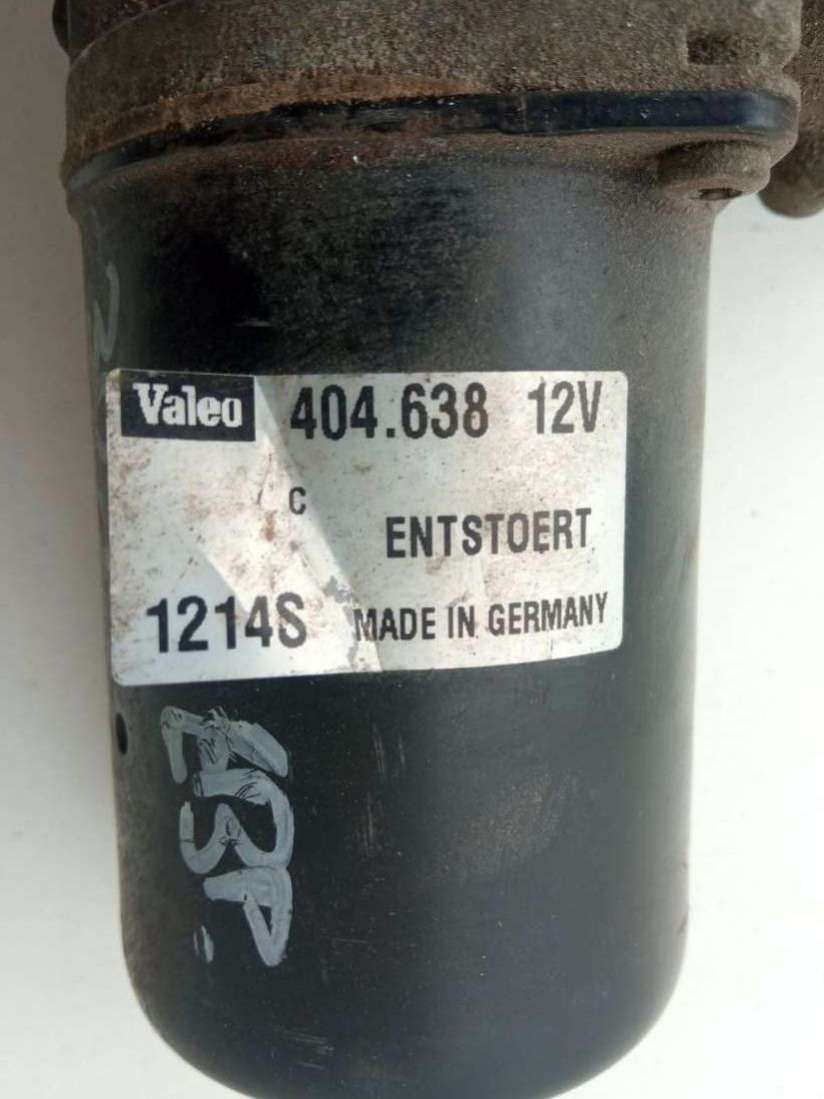 Valeo 404.638 12V
C
ENTSTOERT
1214S MADE IN GERMANY